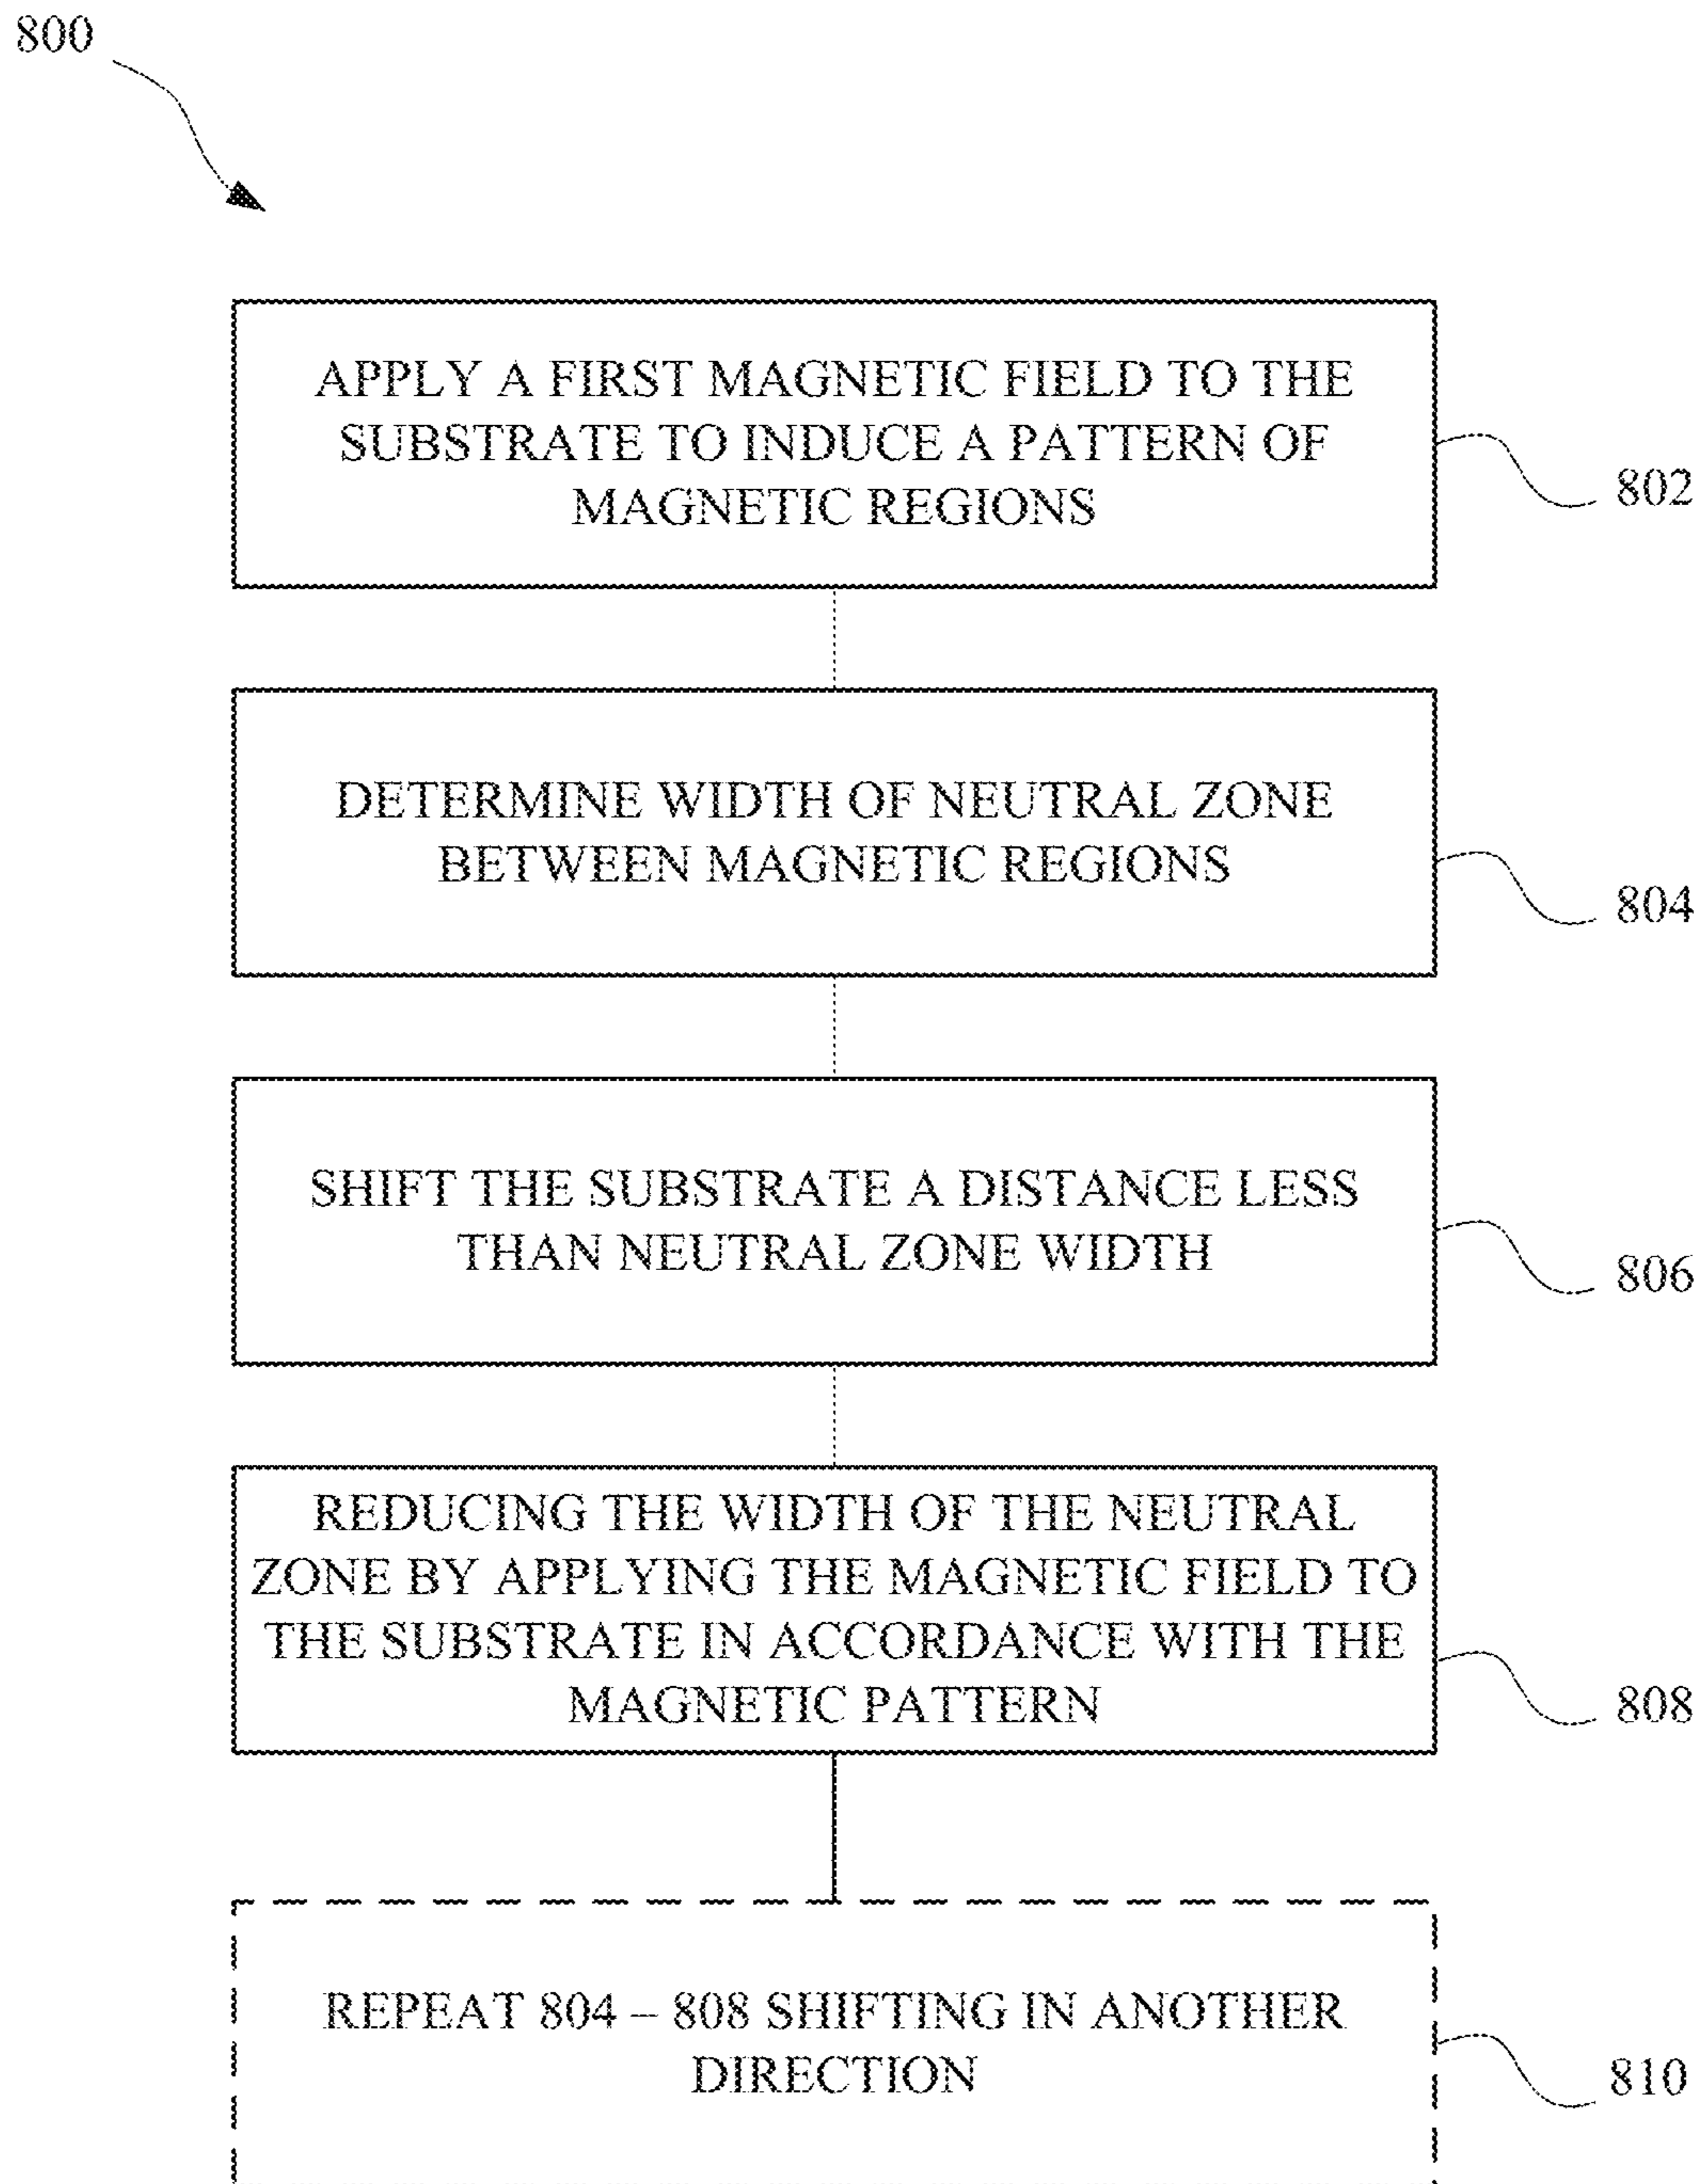 800
APPLY A FIRST MAGNETIC FIELD TO THE
SUBSTRATE TO INDUCE A PATTERN OF
MAGNETIC REGIONS
802
DETERMINE WIDTH OF NEUTRAL ZONE
BETWEEN MAGNETIC REGIONS
804
SHIFT THE SUBSTRATE A DISTANCE LESS
THAN NEUTRAL ZONE WIDTH
806
REDUCING THE WIDTH OF THE NEUTRAL
ZONE BY APPLYING THE MAGNETIC FIELD TO
THE SUBSTRATE IN ACCORDANCE WITH THE
MAGNETIC PATTERN
808
REPEAT 804 – 808 SHIFTING IN ANOTHER
DIRECTION
810